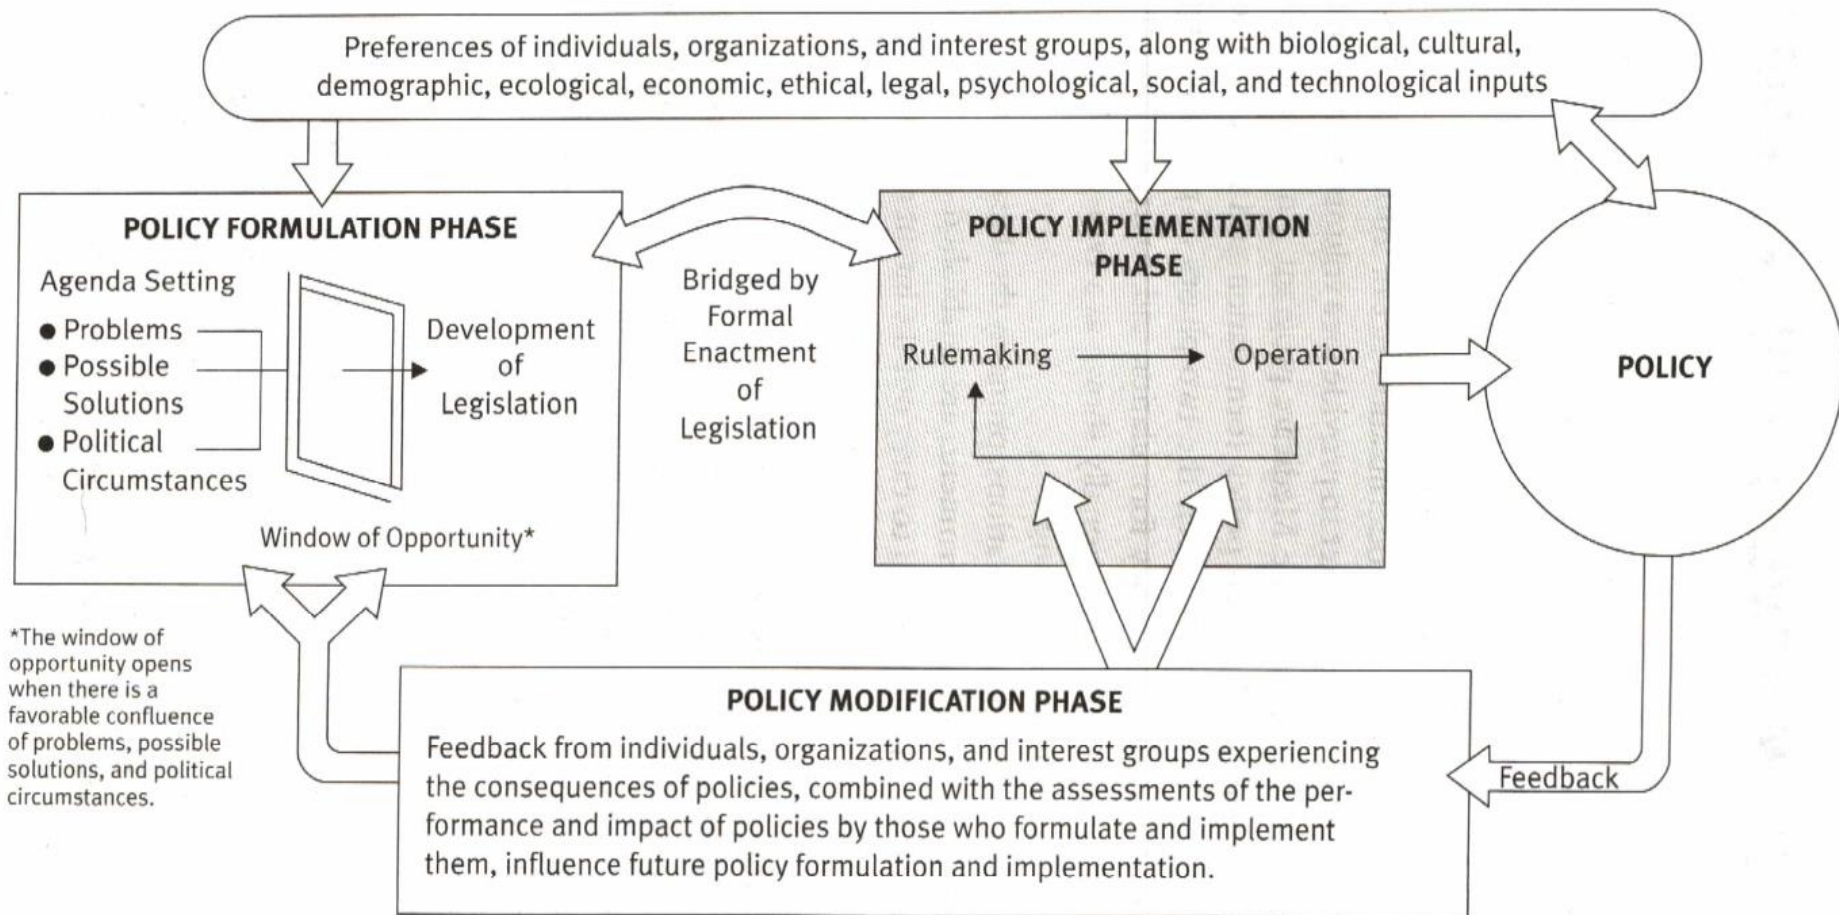 Preferences of individuals, organizations, and interest groups, along with biological, cultural,
demographic, ecological, economic, ethical, legal, psychological, social, and technological inputs
POLICY FORMULATION PHASE
Agenda Setting
● Problems
● Possible
Solutions
● Political
Circumstances
Development
of
Legislation
Window of Opportunity*
Bridged by
Formal
Enactment
of
Legislation
POLICY IMPLEMENTATION
PHASE
Rulemaking
Operation
POLICY
*The window of
opportunity opens
when there is a
favorable confluence
of problems, possible
solutions, and political
circumstances.
POLICY MODIFICATION PHASE
Feedback from individuals, organizations, and interest groups experiencing
the consequences of policies, combined with the assessments of the per-
formance and impact of policies by those who formulate and implement
them, influence future policy formulation and implementation.
Feedback